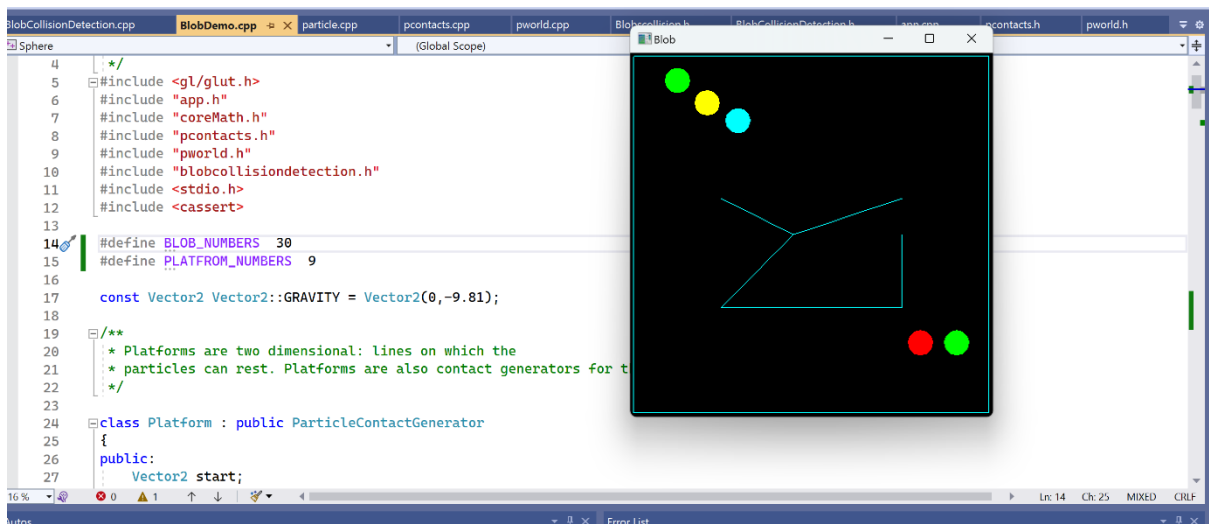 BlobCollisionDetection.cpp BlobDemo.cpp particle.cpp pcontacts.cpp pworld.cpp Blobscollision.h BlobCollisionDetection.h app.cpp pcontacts.h pworld.h
Sphere (Global Scope) Blob
4 */
5 #include <gl/glut.h>
6 #include "app.h"
7 #include "coreMath.h"
8 #include "pcontacts.h"
9 #include "pworld.h"
10 #include "blobcollisiondetection.h"
11 #include <stdio.h>
12 #include <cassert>
13
14 #define BLOB_NUMBERS 30
15 #define PLATFROM_NUMBERS 9
16
17 const Vector2 Vector2::GRAVITY = Vector2(0,-9.81);
18
19 /**
20 * Platforms are two dimensional: lines on which the
21 * particles can rest. Platforms are also contact generators for t
22 */
23
24 class Platform : public ParticleContactGenerator
25 {
26 public:
27 Vector2 start;
16 % 0 1 Ln: 14 Ch: 25 MIXED CRLF
Autos Error List